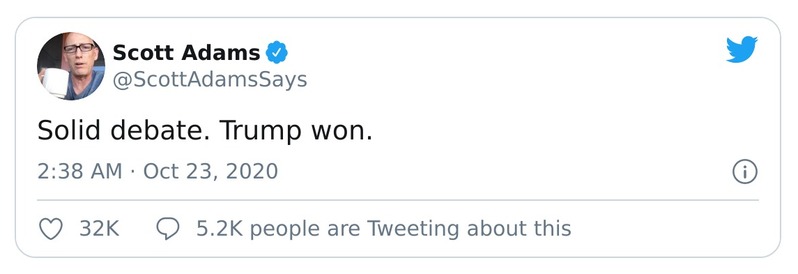 Scott Adams
@ScottAdamsSays
Solid debate. Trump won.
2:38 AM · Oct 23, 2020
32K 5.2K people are Tweeting about this